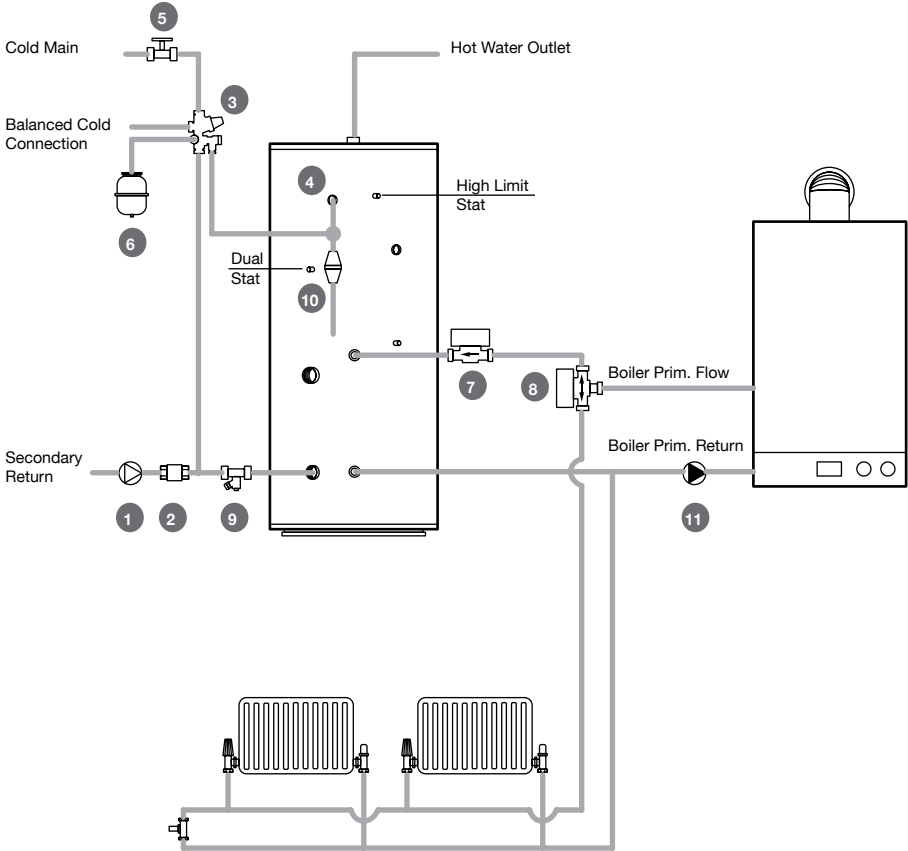 5
Cold Main
Hot Water Outlet
3
Balanced Cold
Connection
4
High Limit
Stat
6
Dual
Stat
10
7
8
Boiler Prim. Flow
Boiler Prim. Return
Secondary
Return
1
2
9
11